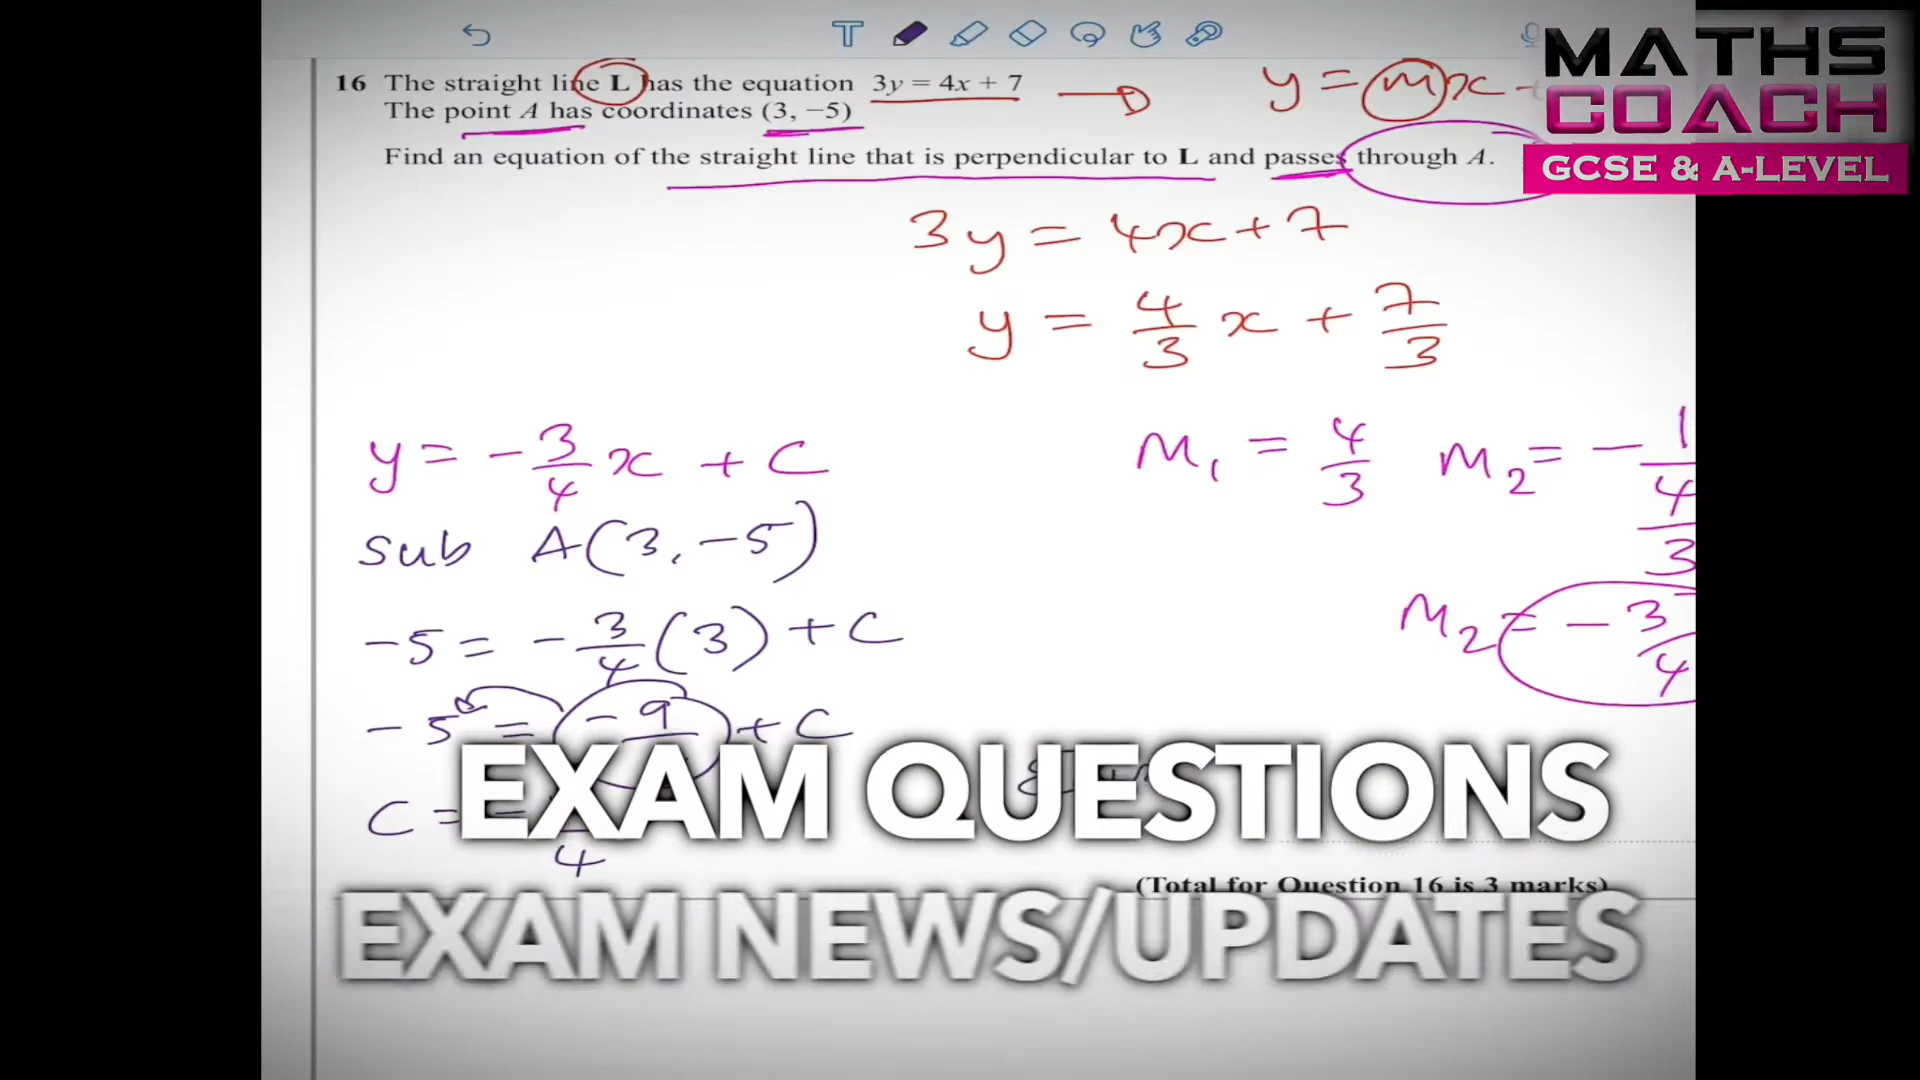 MATHS
COACH
GCSE & A-LEVEL
16 The straight line L has the equation 3y = 4x + 7
y = mx
The point A has coordinates (3, −5)
Find an equation of the straight line that is perpendicular to L and passes through A.
3y = 4x + 7
y = 4/3 x + 7/3
y = - 3/4 x + C
M₁ = 4/3 M₂ = - 1/(4/3)
sub A(3, -5)
-5 = - 3/4 (3) + C
M₂ = - 3/4
-5 = - 9 + C
C = 4
EXAM QUESTIONS
(Total for Question 16 is 3 marks)
EXAM NEWS/UPDATES